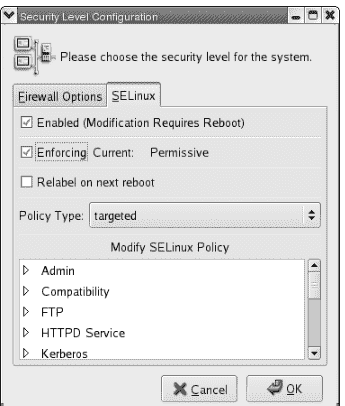 Security Level Configuration
Please choose the security level for the system.
Firewall Options SELinux
Enabled (Modification Requires Reboot)
Enforcing Current: Permissive
Relabel on next reboot
Policy Type: targeted
Modify SELinux Policy
Admin
Compatibility
FTP
HTTPD Service
Kerberos
Cancel OK